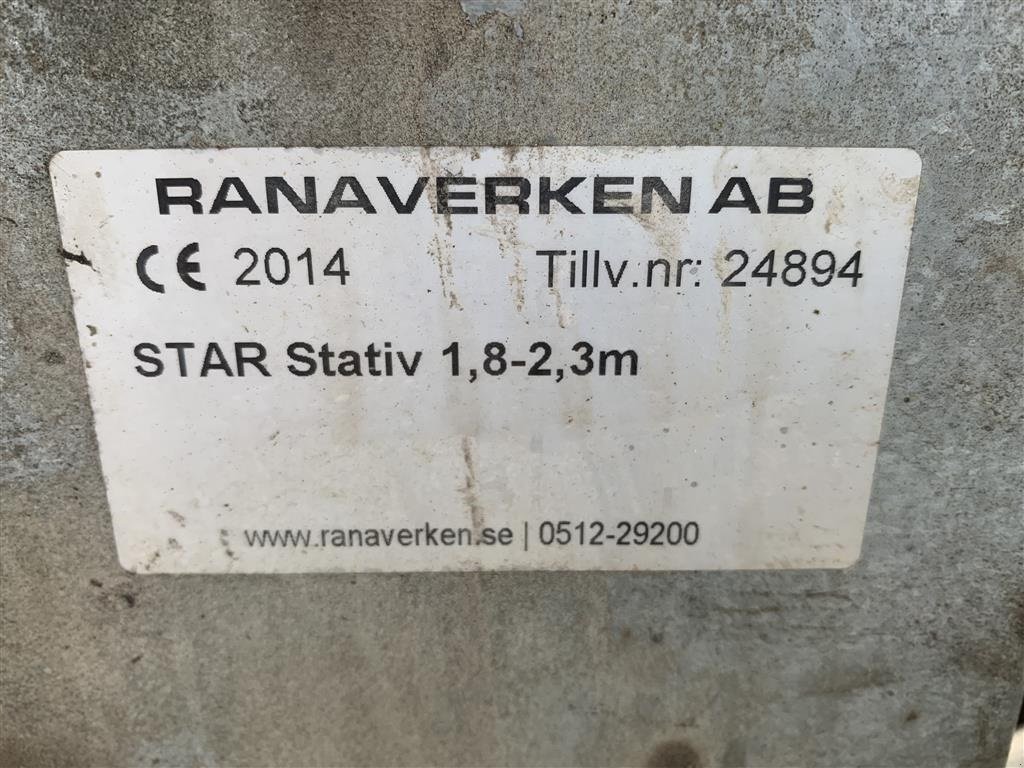 RANAVERKEN AB
CE 2014 Tillv.nr: 24894
STAR Stativ 1,8-2,3m
www.ranaverken.se | 0512-29200